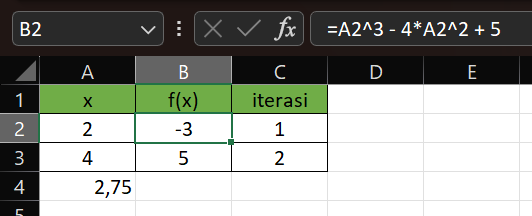 B2 fx =A2^3 - 4*A2^2 + 5
A B C D E
1 x f(x) iterasi
2 2 -3 1
3 4 5 2
4 2,75
5